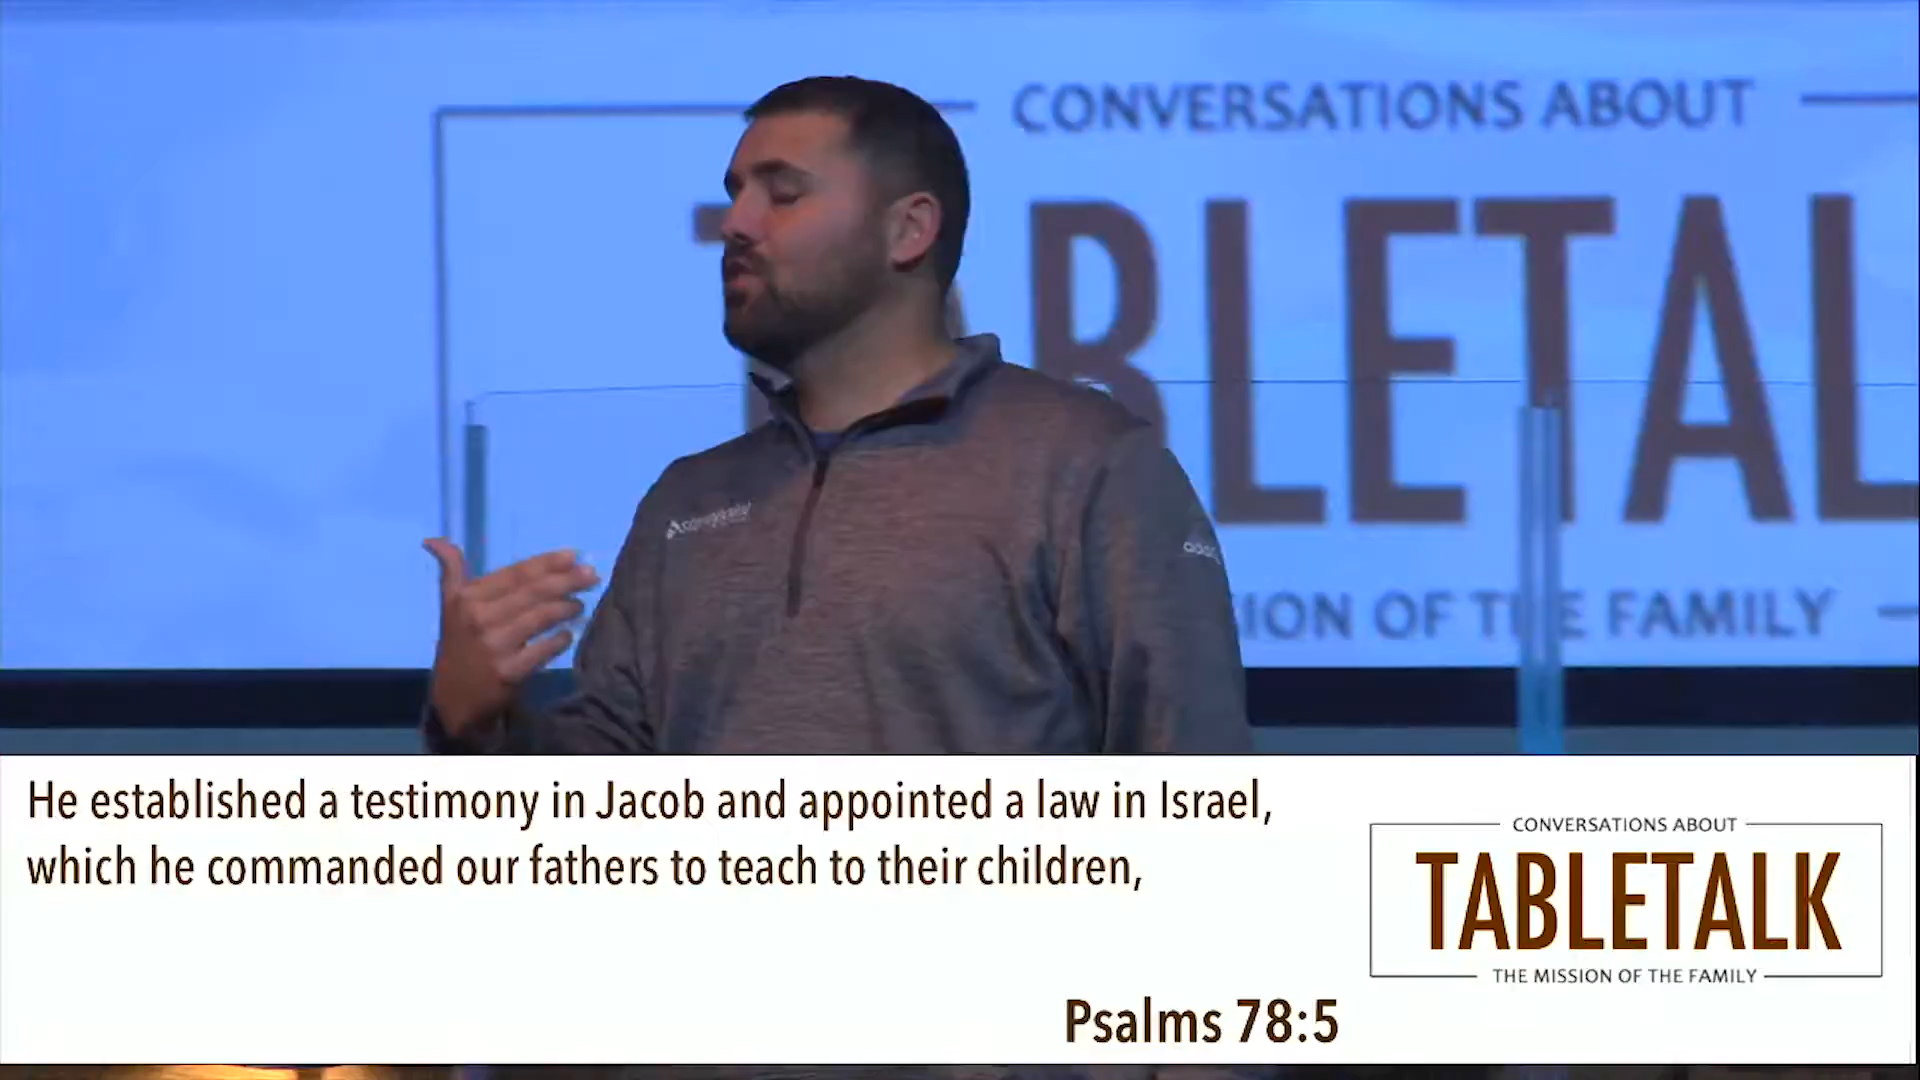 CONVERSATIONS ABOUT
ION OF THE FAMILY
He established a testimony in Jacob and appointed a law in Israel,
which he commanded our fathers to teach to their children,
Psalms 78:5
CONVERSATIONS ABOUT
TABLETALK
THE MISSION OF THE FAMILY